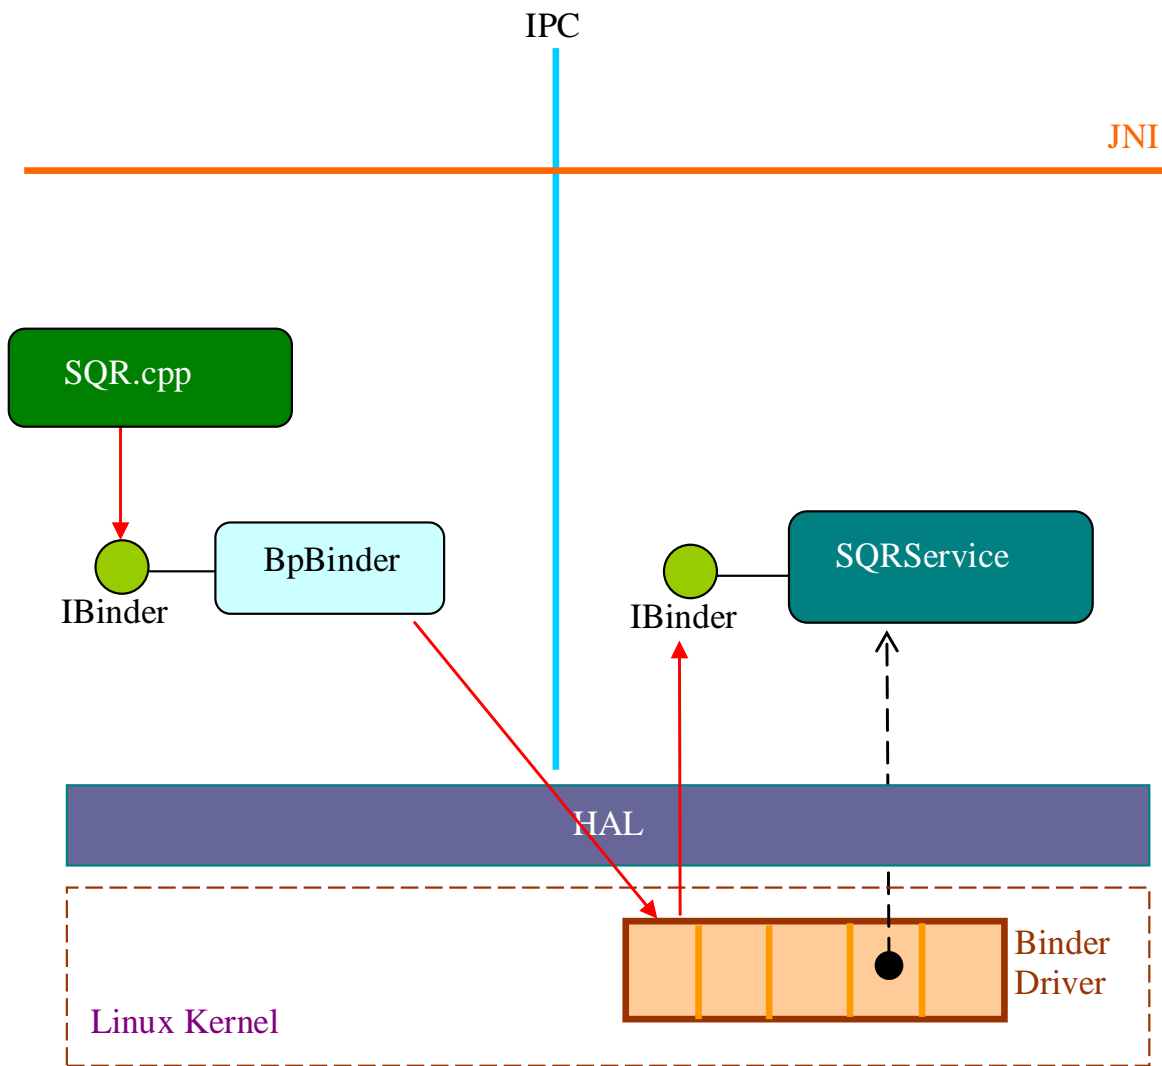 IPC
JNI
SQR.cpp
BpBinder
IBinder
SQRService
IBinder
HAL
Binder
Driver
Linux Kernel